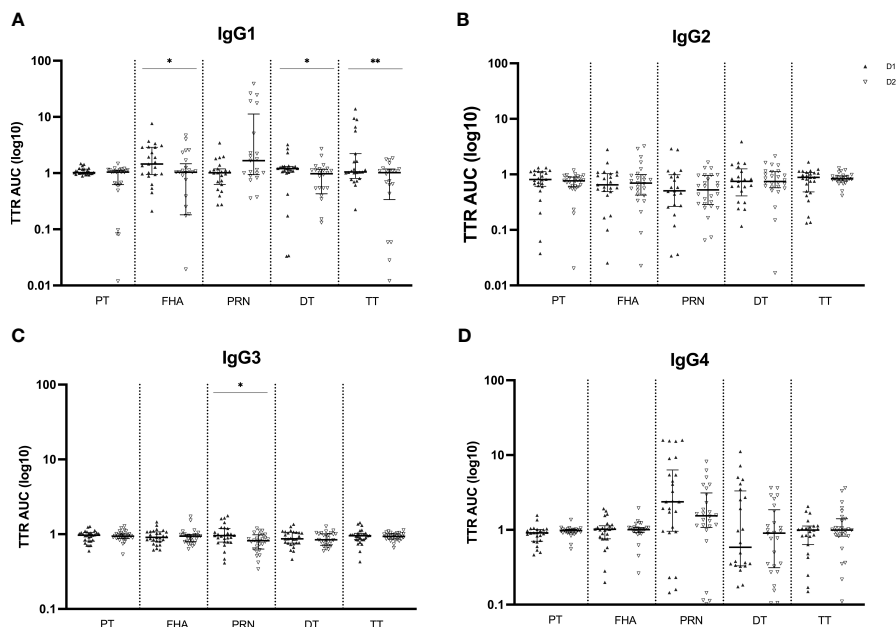 A
IgG1
* * **
100
10
1
0.1
0.01
TTR AUC (log10)
PT FHA PRN DT TT
B
IgG2
100
10
1
0.1
0.01
TTR AUC (log10)
PT FHA PRN DT TT
D1
D2
C
IgG3
*
100
10
1
0.1
TTR AUC (log10)
PT FHA PRN DT TT
D
IgG4
100
10
1
0.1
TTR AUC (log10)
PT FHA PRN DT TT